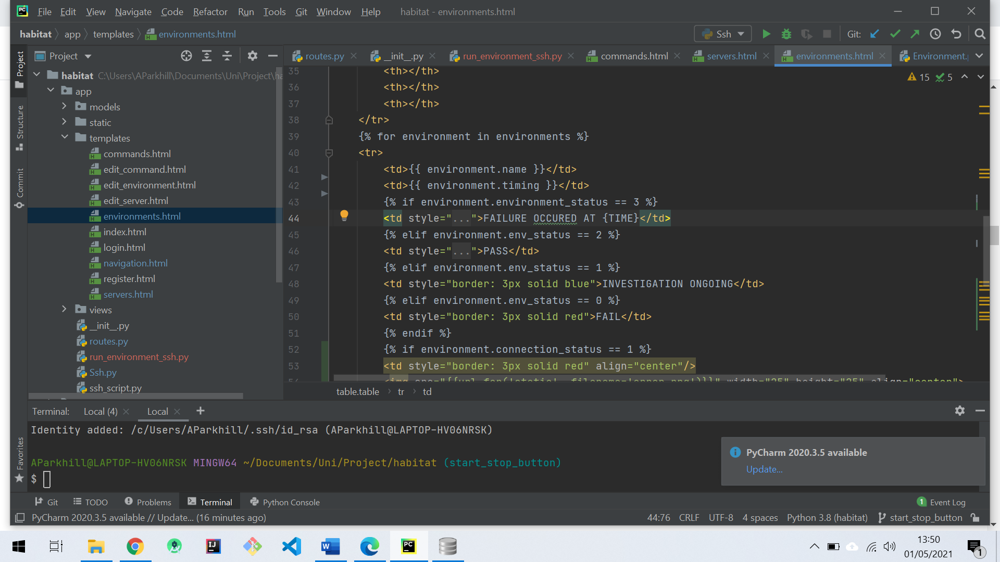 File Edit View Navigate Code Refactor Run Tools Git Window Help habitat - environments.html
habitat app templates environments.html Ssh Git:
Project routes.py __init__.py run_environment_ssh.py commands.html servers.html environments.html Environment.
habitat C:\Users\AParkhill\Documents\Uni\Project\ha
app
models
static
templates
commands.html
edit_command.html
edit_environment.html
edit_server.html
environments.html
index.html
login.html
navigation.html
register.html
servers.html
views
__init__.py
routes.py
run_environment_ssh.py
Ssh.py
ssh_script.py
Project
Structure
Commit
Favorites
15 5
35 <th></th>
36 <th></th>
37 <th></th>
38 </tr>
39 {% for environment in environments %}
40 <tr>
41 <td>{{ environment.name }}</td>
42 <td>{{ environment.timing }}</td>
43 {% if environment.environment_status == 3 %}
44 <td style="...">FAILURE OCCURED AT {TIME}</td>
45 {% elif environment.env_status == 2 %}
46 <td style="...">PASS</td>
47 {% elif environment.env_status == 1 %}
48 <td style="border: 3px solid blue">INVESTIGATION ONGOING</td>
49 {% elif environment.env_status == 0 %}
50 <td style="border: 3px solid red">FAIL</td>
51 {% endif %}
52 {% if environment.connection_status == 1 %}
53 <td style="border: 3px solid red" align="center"/>
table.table tr td
Terminal: Local (4) Local
Identity added: /c/Users/AParkhill/.ssh/id_rsa (AParkhill@LAPTOP-HV06NRSK)
AParkhill@LAPTOP-HV06NRSK MINGW64 ~/Documents/Uni/Project/habitat (start_stop_button)
$
PyCharm 2020.3.5 available
Update...
Git TODO Problems Terminal Python Console 1 Event Log
PyCharm 2020.3.5 available // Update... (16 minutes ago) 44:76 CRLF UTF-8 4 spaces Python 3.8 (habitat) start_stop_button
13:50
01/05/2021
1